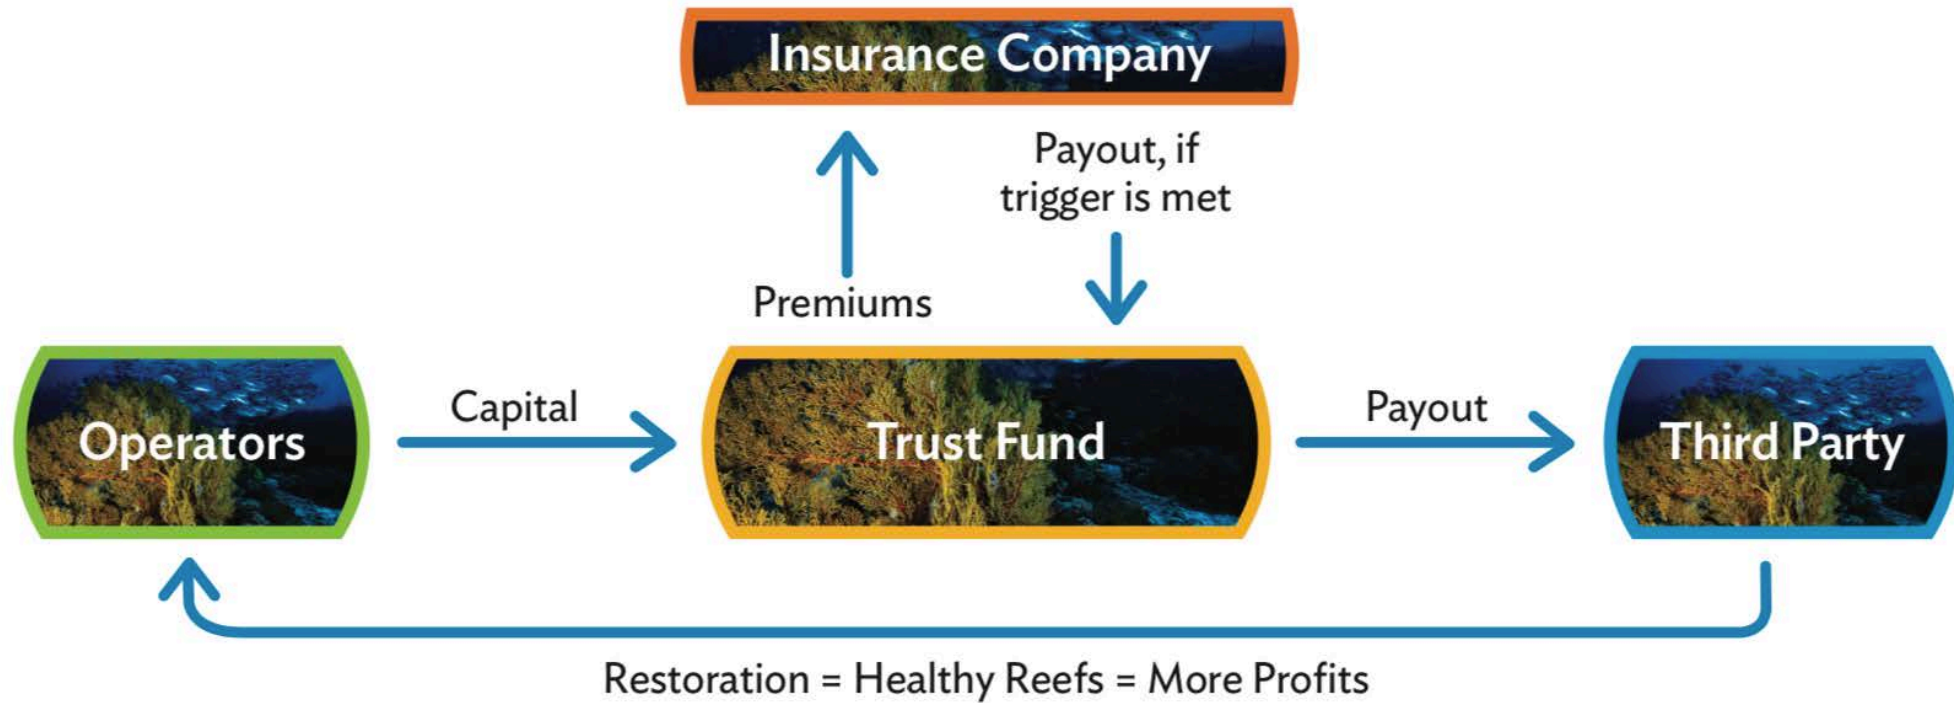 Insurance Company
Payout, if
trigger is met
Premiums
Operators
Capital
Trust Fund
Payout
Third Party
Restoration = Healthy Reefs = More Profits